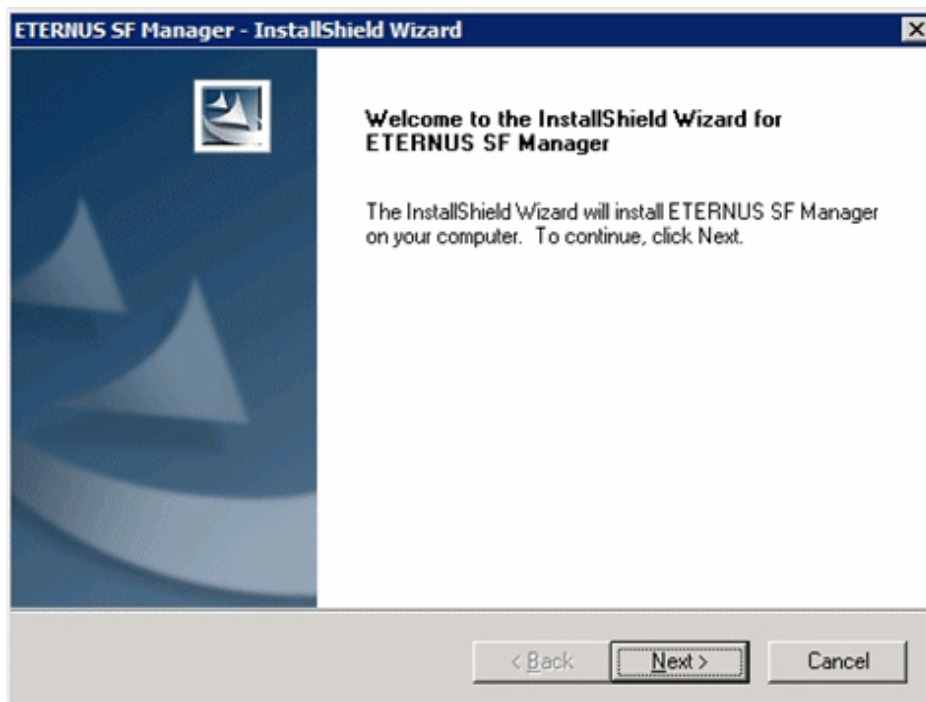 ETERNUS SF Manager - InstallShield Wizard
Welcome to the InstallShield Wizard for
ETERNUS SF Manager
The InstallShield Wizard will install ETERNUS SF Manager
on your computer. To continue, click Next.
< Back
Next >
Cancel